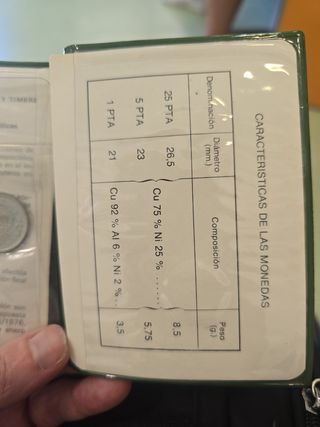 CARACTERISTICAS DE LAS MONEDAS
Denominación Diámetro (mm.) Composición Peso (g.)
25 PTA 26,5 Cu 75 % Ni 25 % ...... 8,5
5 PTA 23 5,75
1 PTA 21 Cu 92 % Al 6 % Ni 2 % .. 3,5
Y TIMBRE